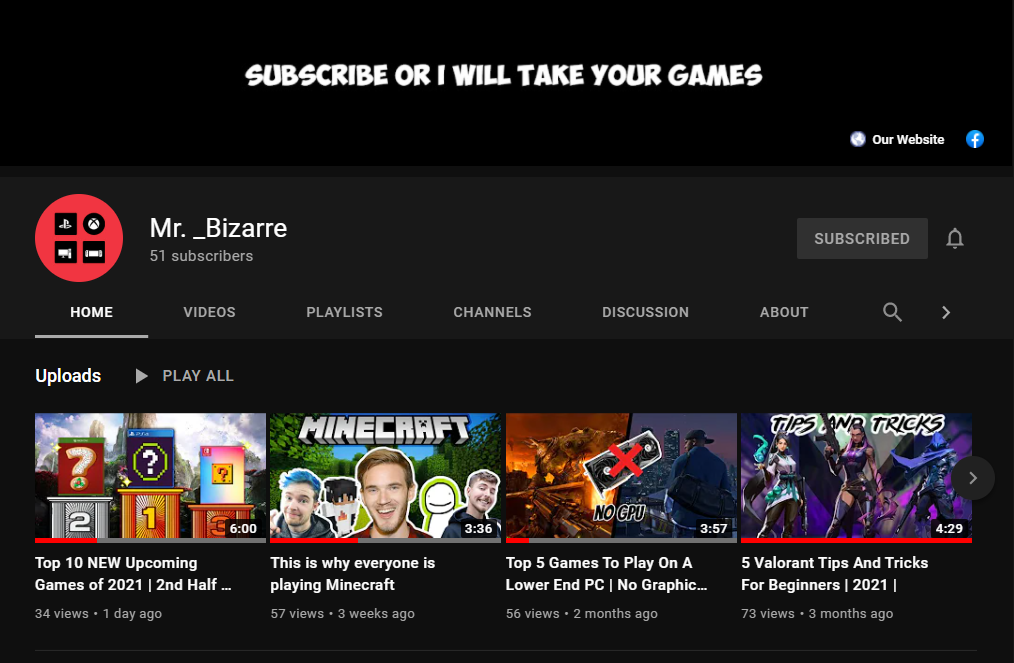 SUBSCRIBE OR I WILL TAKE YOUR GAMES
Our Website
Mr. _Bizarre
51 subscribers
SUBSCRIBED
HOME VIDEOS PLAYLISTS CHANNELS DISCUSSION ABOUT
Uploads PLAY ALL
2 1 3 6:00
MINECRAFT 3:36
NO GPU 3:57
TIPS AND TRICKS 4:29
Top 10 NEW Upcoming
Games of 2021 | 2nd Half ...
34 views • 1 day ago
This is why everyone is
playing Minecraft
57 views • 3 weeks ago
Top 5 Games To Play On A
Lower End PC | No Graphic...
56 views • 2 months ago
5 Valorant Tips And Tricks
For Beginners | 2021 |
73 views • 3 months ago